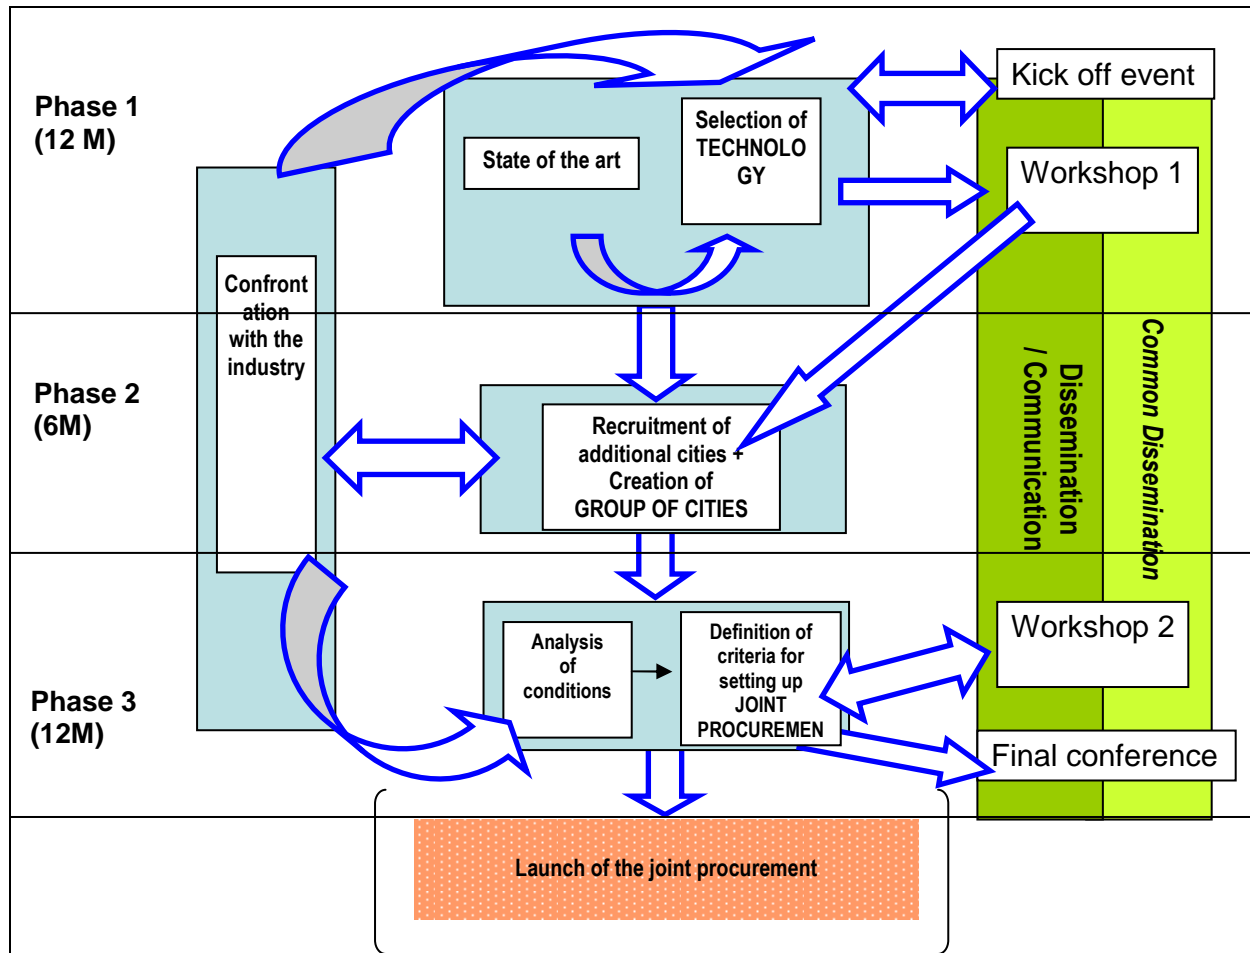 Phase 1
(12 M)
State of the art
Selection of
TECHNOLO
GY
Kick off event
Workshop 1
Confront
ation
with the
industry
Phase 2
(6M)
Recruitment of
additional cities +
Creation of
GROUP OF CITIES
Dissemination
/ Communication
Common Dissemination
Phase 3
(12M)
Analysis
of
conditions
Definition of
criteria for
setting up
JOINT
PROCUREMEN
Workshop 2
Final conference
Launch of the joint procurement